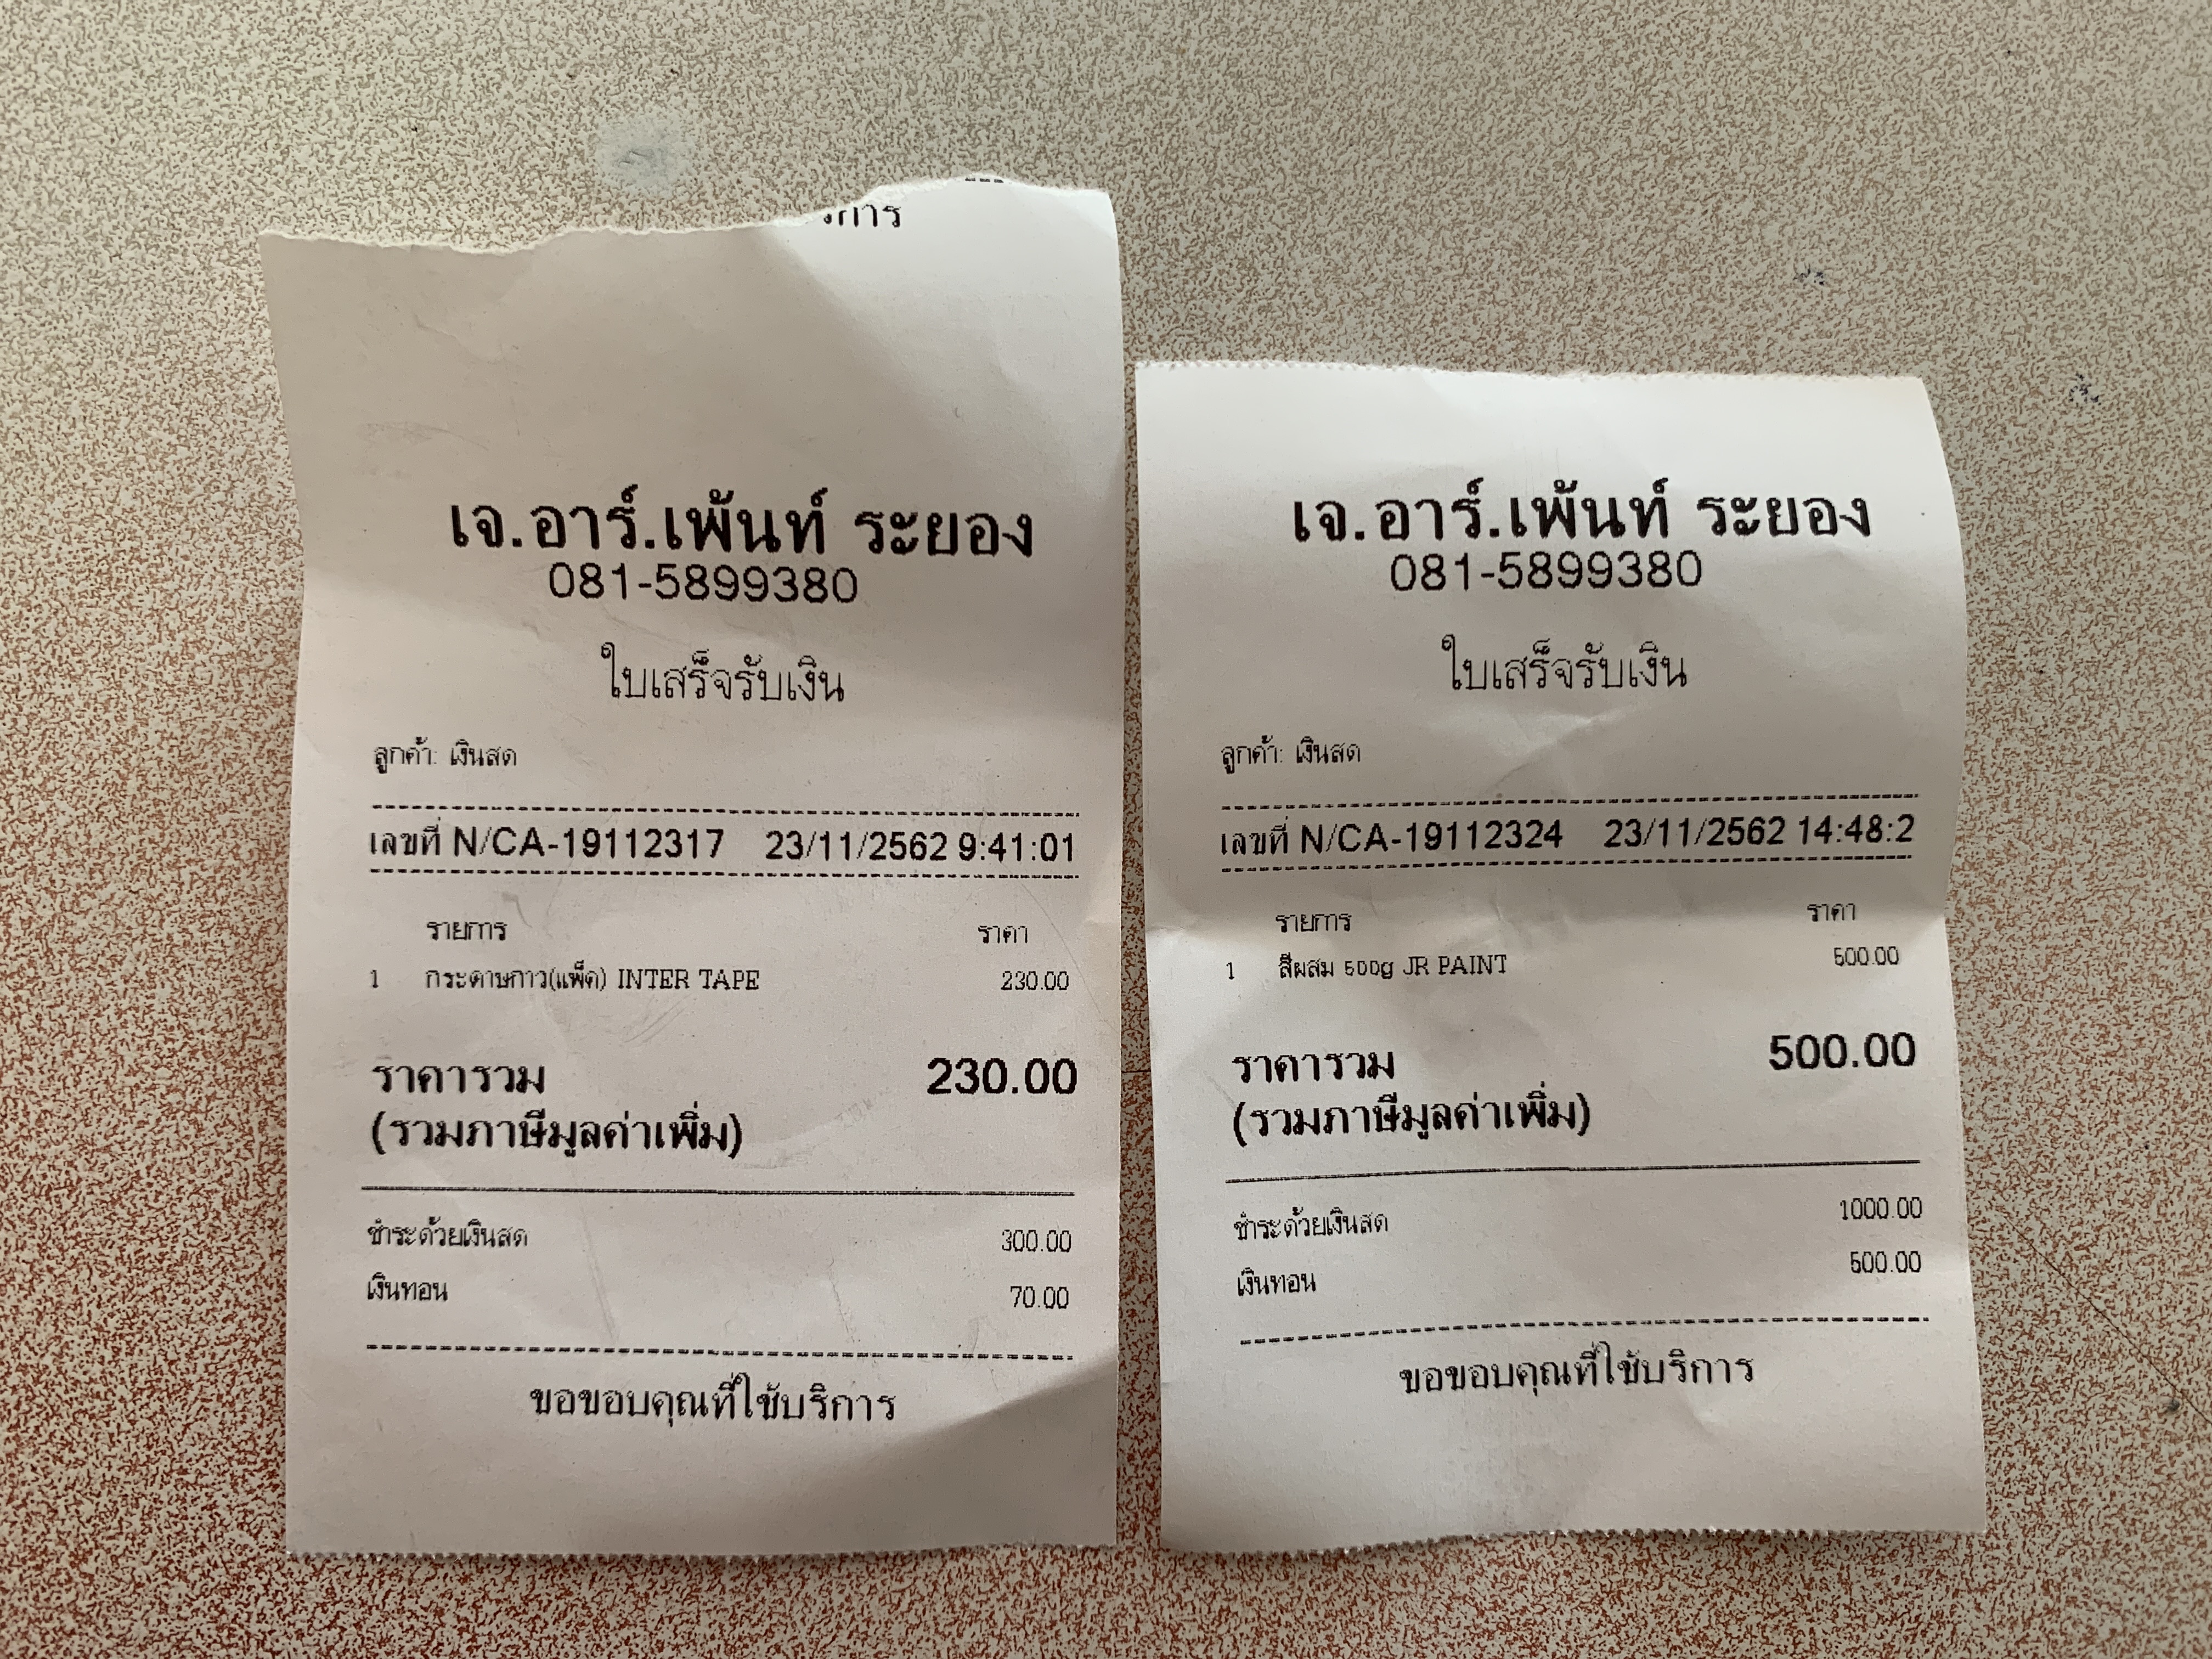 ริการ
เจ.อาร์.เพ้นท์ ระยอง
081-5899380
ใบเสร็จรับเงิน
ลูกค้า: เงินสด
เลขที่ N/CA-19112317 23/11/2562 9:41:01
รายการ ราคา
1 กระดาษกาว(แพ็ค) INTER TAPE 230.00
ราคารวม 230.00
(รวมภาษีมูลค่าเพิ่ม)
ชำระด้วยเงินสด 300.00
เงินทอน 70.00
ขอขอบคุณที่ใช้บริการ
เจ.อาร์.เพ้นท์ ระยอง
081-5899380
ใบเสร็จรับเงิน
ลูกค้า: เงินสด
เลขที่ N/CA-19112324 23/11/2562 14:48:2
รายการ ราคา
1 สีผสม 500g JR PAINT 500.00
ราคารวม 500.00
(รวมภาษีมูลค่าเพิ่ม)
ชำระด้วยเงินสด 1000.00
เงินทอน 500.00
ขอขอบคุณที่ใช้บริการ